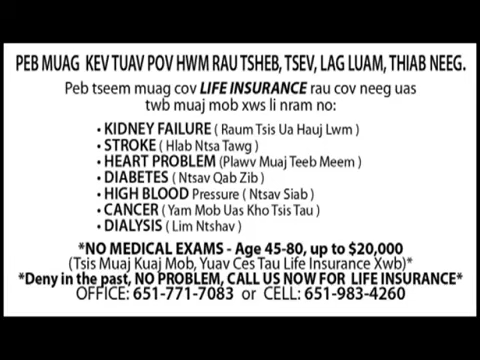 PEB MUAG KEV TUAV POV HWM RAU TSHEB, TSEV, LAG LUAM, THIAB NEEG.
Peb tseem muag cov LIFE INSURANCE rau cov neeg uas
twb muaj mob xws li nram no:
• KIDNEY FAILURE ( Raum Tsis Ua Hauj Lwm )
• STROKE ( Hlab Ntsa Tawg )
• HEART PROBLEM (Plawv Muaj Teeb Meem )
• DIABETES ( Ntsav Qab Zib )
• HIGH BLOOD Pressure ( Ntsav Siab )
• CANCER ( Yam Mob Uas Kho Tsis Tau )
• DIALYSIS ( Lim Ntshav )
*NO MEDICAL EXAMS - Age 45-80, up to $20,000
(Tsis Muaj Kuaj Mob, Yuav Ces Tau Life Insurance Xwb)*
*Deny in the past, NO PROBLEM, CALL US NOW FOR LIFE INSURANCE*
OFFICE: 651-771-7083 or CELL: 651-983-4260